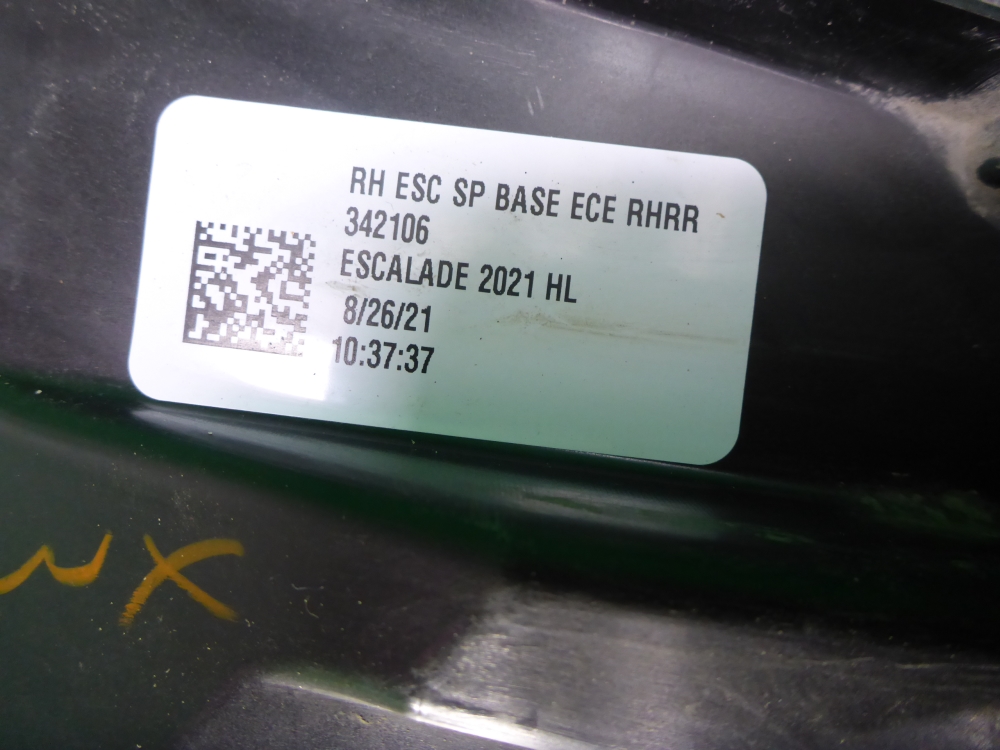 RH ESC SP BASE ECE RHRR
342106
ESCALADE 2021 HL
8/26/21
10:37:37